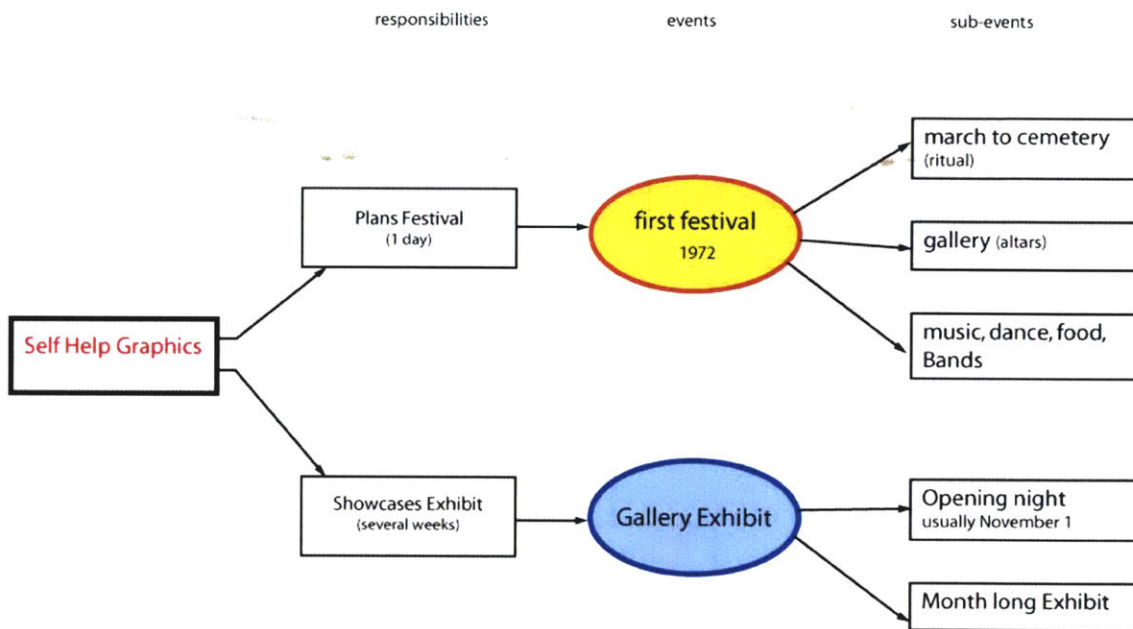 responsibilities
events
sub-events
march to cemetery
(ritual)
Plans Festival
(1 day)
first festival
1972
gallery (altars)
Self Help Graphics
music, dance, food,
Bands
Showcases Exhibit
(several weeks)
Gallery Exhibit
Opening night
usually November 1
Month long Exhibit